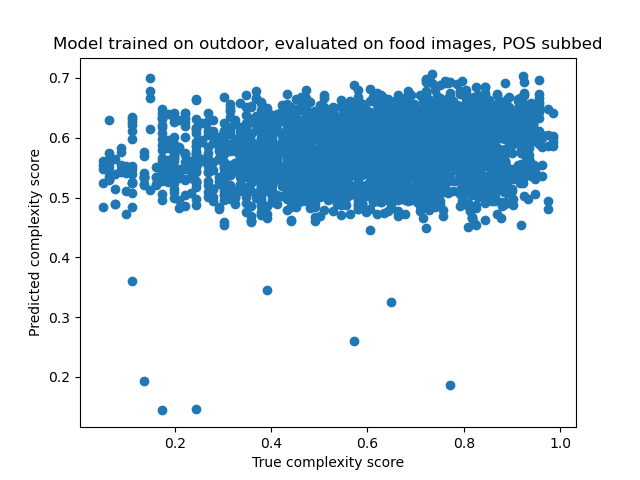 Model trained on outdoor, evaluated on food images, POS subbed
0.7
0.6
0.5
0.4
0.3
0.2
Predicted complexity score
0.2 0.4 0.6 0.8 1.0
True complexity score